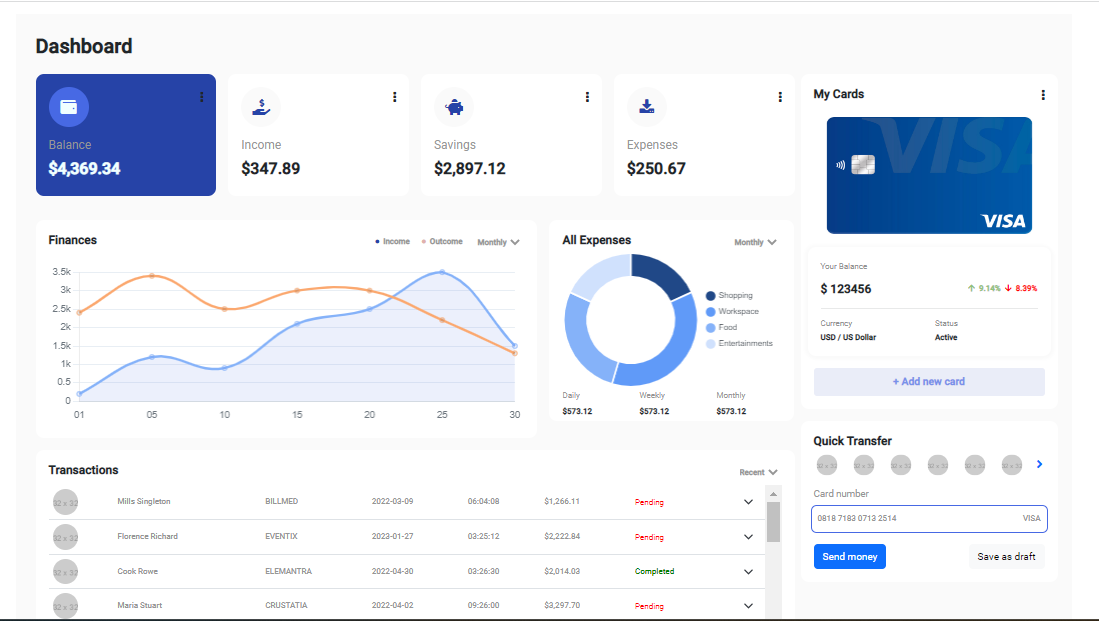 Dashboard
Balance
$4,369.34
Income
$347.89
Savings
$2,897.12
Expenses
$250.67
My Cards
VISA
VISA
Your Balance
$ 123456
9.14% 8.39%
Currency Status
USD / US Dollar Active
+ Add new card
Finances
Income Outcome Monthly
3.5k
3k
2.5k
2k
1.5k
1k
0.5
0
01 05 10 15 20 25 30
All Expenses
Monthly
Shopping
Workspace
Food
Entertainments
Daily Weekly Monthly
$573.12 $573.12 $573.12
Quick Transfer
32 x 32 32 x 32 32 x 32 32 x 32 32 x 32 32 x 32
Card number
0818 7183 0713 2514 VISA
Send money Save as draft
Transactions
Recent
32 x 32 Mills Singleton BILLMED 2022-03-09 06:04:08 $1,266.11 Pending
32 x 32 Florence Richard EVENTIX 2023-01-27 03:25:12 $2,222.84 Pending
32 x 32 Cook Rowe ELEMANTRA 2022-04-30 03:26:30 $2,014.03 Completed
32 x 32 Maria Stuart CRUSTATIA 2022-04-02 09:26:00 $3,297.70 Pending